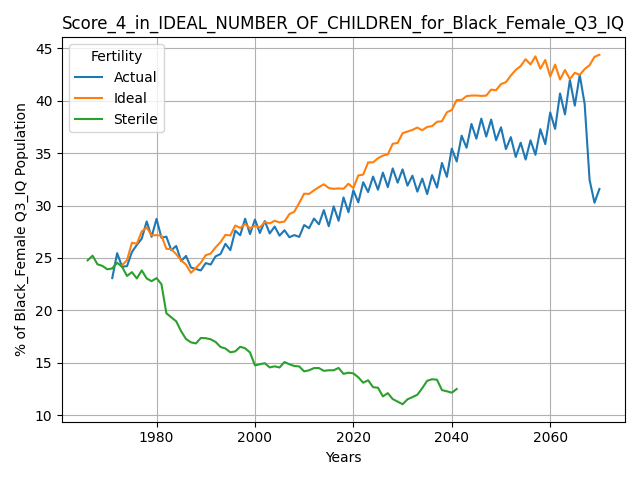 Score_4_in_IDEAL_NUMBER_OF_CHILDREN_for_Black_Female_Q3_IQ
45
40
35
30
25
20
15
10
% of Black_Female Q3_IQ Population
Fertility
Actual
Ideal
Sterile
1980
2000
2020
2040
2060
Years